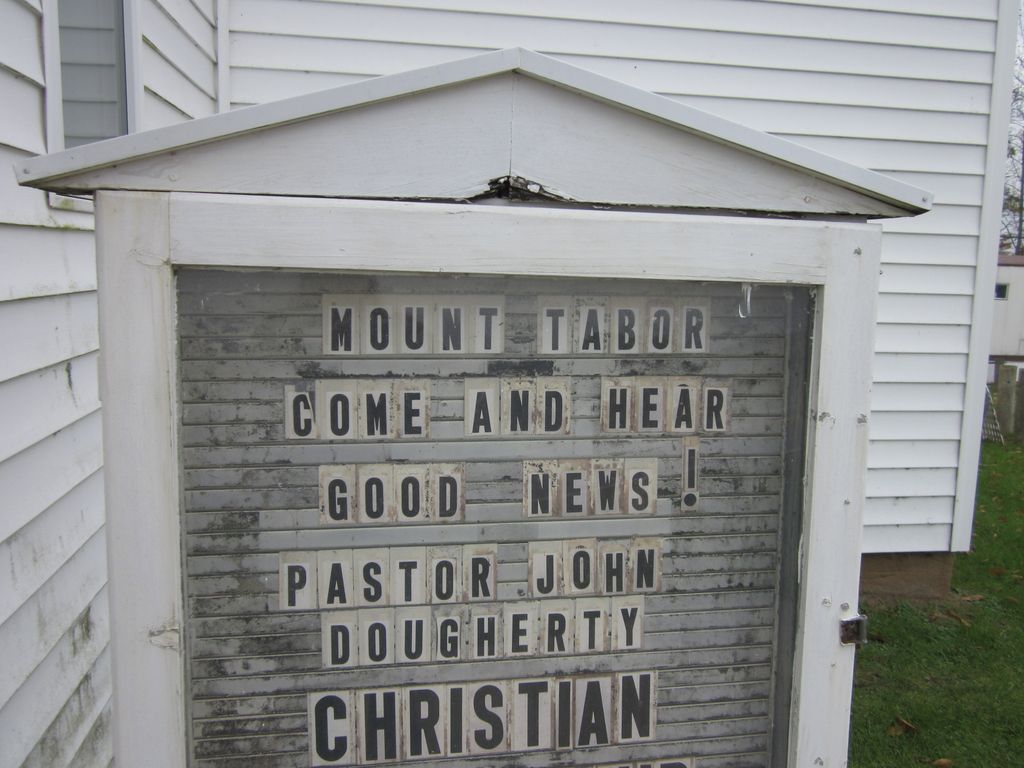 MOUNT TABOR
COME AND HEAR
GOOD NEWS!
PASTOR JOHN
DOUGHERTY
CHRISTIAN